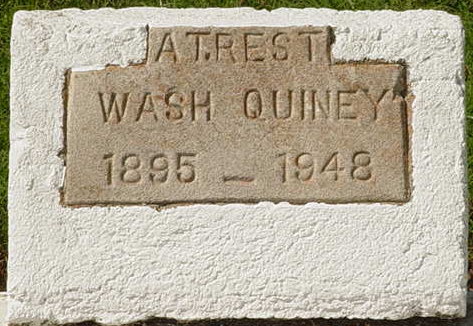 AT.REST
WASH QUINEY
1895 – 1948